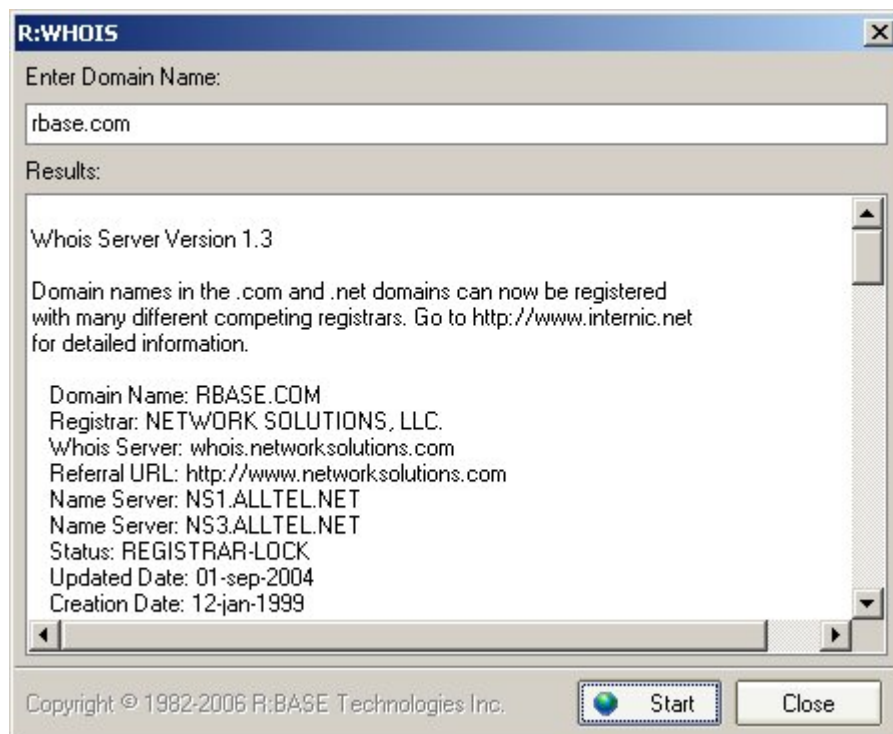 R:WHOIS
Enter Domain Name:
rbase.com
Results:
Whois Server Version 1.3
Domain names in the .com and .net domains can now be registered
with many different competing registrars. Go to http://www.internic.net
for detailed information.
Domain Name: RBASE.COM
Registrar: NETWORK SOLUTIONS, LLC.
Whois Server: whois.networksolutions.com
Referral URL: http://www.networksolutions.com
Name Server: NS1.ALLTEL.NET
Name Server: NS3.ALLTEL.NET
Status: REGISTRAR-LOCK
Updated Date: 01-sep-2004
Creation Date: 12-jan-1999
Copyright © 1982-2006 R:BASE Technologies Inc.
Start
Close